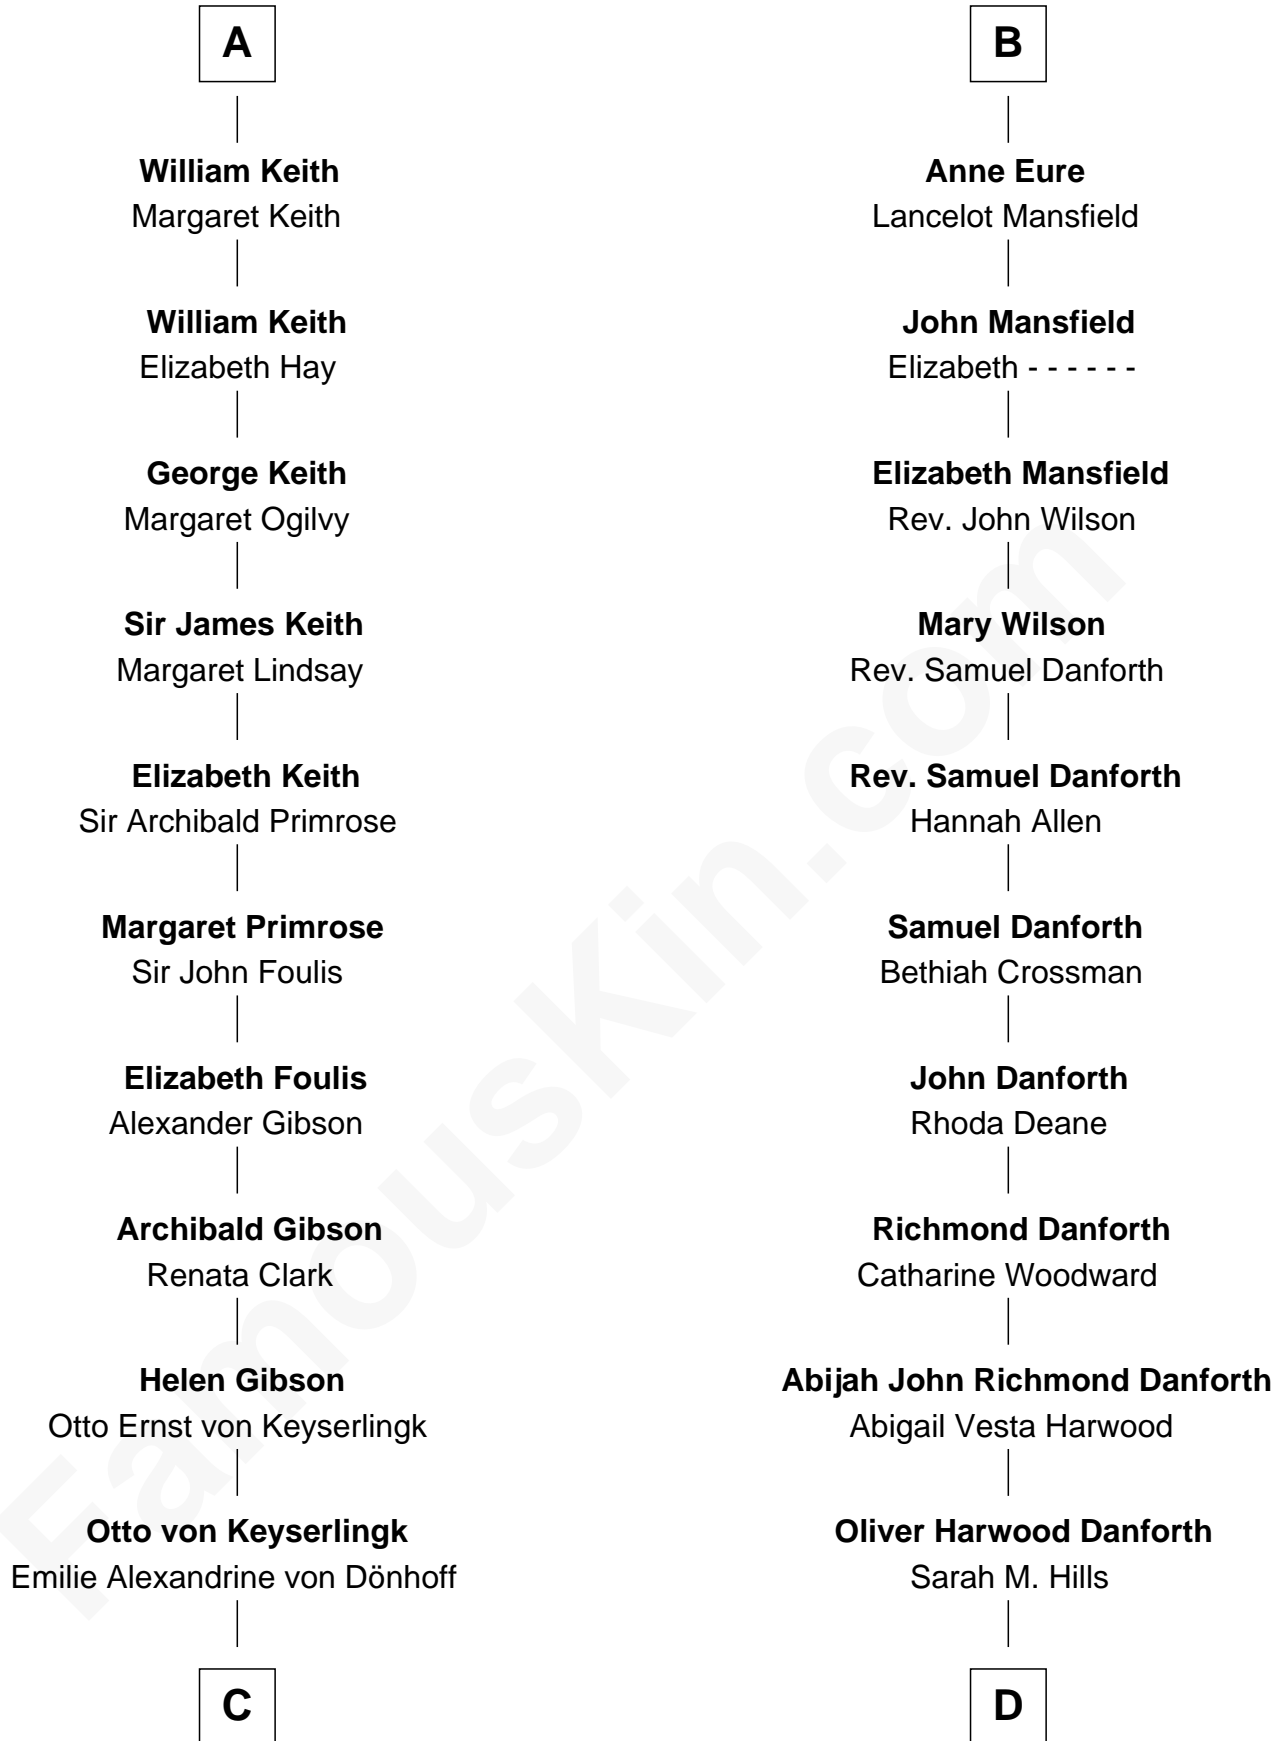 A
William Keith
Margaret Keith
William Keith
Elizabeth Hay
George Keith
Margaret Ogilvy
Sir James Keith
Margaret Lindsay
Elizabeth Keith
Sir Archibald Primrose
Margaret Primrose
Sir John Foulis
Elizabeth Foulis
Alexander Gibson
Archibald Gibson
Renata Clark
Helen Gibson
Otto Ernst von Keyserlingk
Otto von Keyserlingk
Emilie Alexandrine von Dönhoff
C
B
Anne Eure
Lancelot Mansfield
John Mansfield
Elizabeth - - - - - -
Elizabeth Mansfield
Rev. John Wilson
Mary Wilson
Rev. Samuel Danforth
Rev. Samuel Danforth
Hannah Allen
Samuel Danforth
Bethiah Crossman
John Danforth
Rhoda Deane
Richmond Danforth
Catharine Woodward
Abijah John Richmond Danforth
Abigail Vesta Harwood
Oliver Harwood Danforth
Sarah M. Hills
D
FamousKin.com